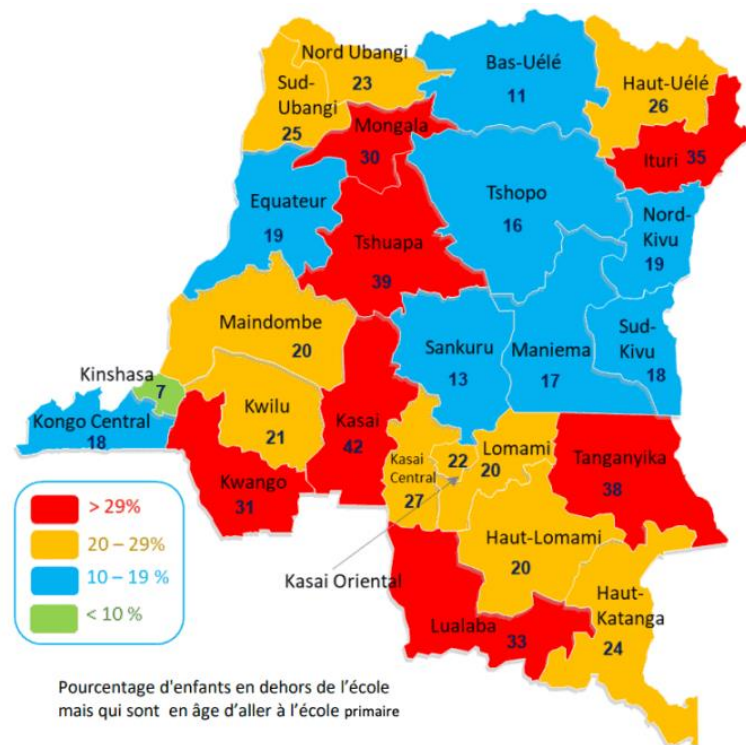 Nord Ubangi
23
Sud-
Ubangi
25
Bas-Uélé
11
Haut-Uélé
26
Mongala
30
Ituri 35
Equateur
19
Tshopo
16
Nord-
Kivu
19
Tshuapa
39
Maindombe
20
Sankuru
13
Maniema
17
Sud-
Kivu
18
Kinshasa
7
Kongo Central
18
Kwilu
21
Kasai
42
Kwango
31
Kasai
Central
27
22
Lomami
20
Tanganyika
38
Kasai Oriental
Haut-Lomami
20
Haut-
Katanga
24
Lualaba
33
> 29%
20 – 29%
10 – 19 %
< 10 %
Pourcentage d'enfants en dehors de l’école
mais qui sont en âge d’aller à l’école primaire